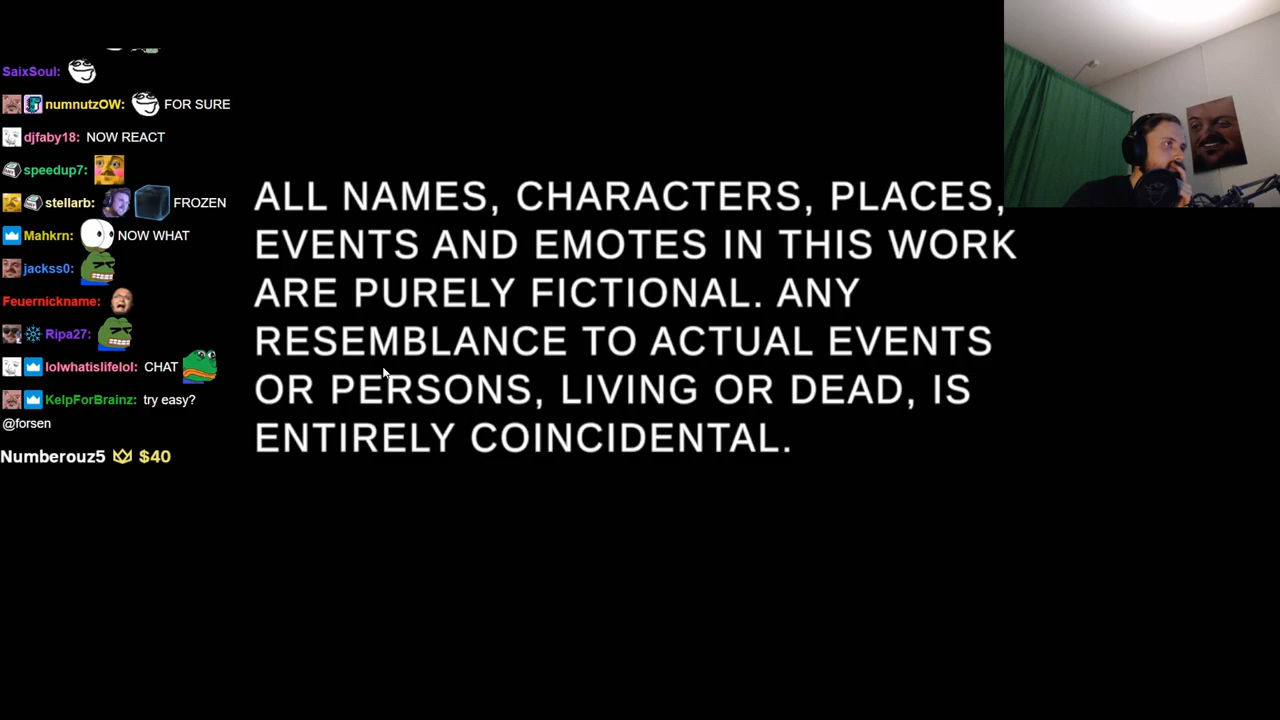 SaixSoul:
numnutzOW: FOR SURE
djfaby18: NOW REACT
speedup7:
stellarb: FROZEN
Mahkrn: NOW WHAT
jackss0:
Feuernickname:
Ripa27:
lolwhatislifelol: CHAT
KelpForBrainz: try easy?
@forsen
Numberouz5 $40
ALL NAMES, CHARACTERS, PLACES,
EVENTS AND EMOTES IN THIS WORK
ARE PURELY FICTIONAL. ANY
RESEMBLANCE TO ACTUAL EVENTS
OR PERSONS, LIVING OR DEAD, IS
ENTIRELY COINCIDENTAL.